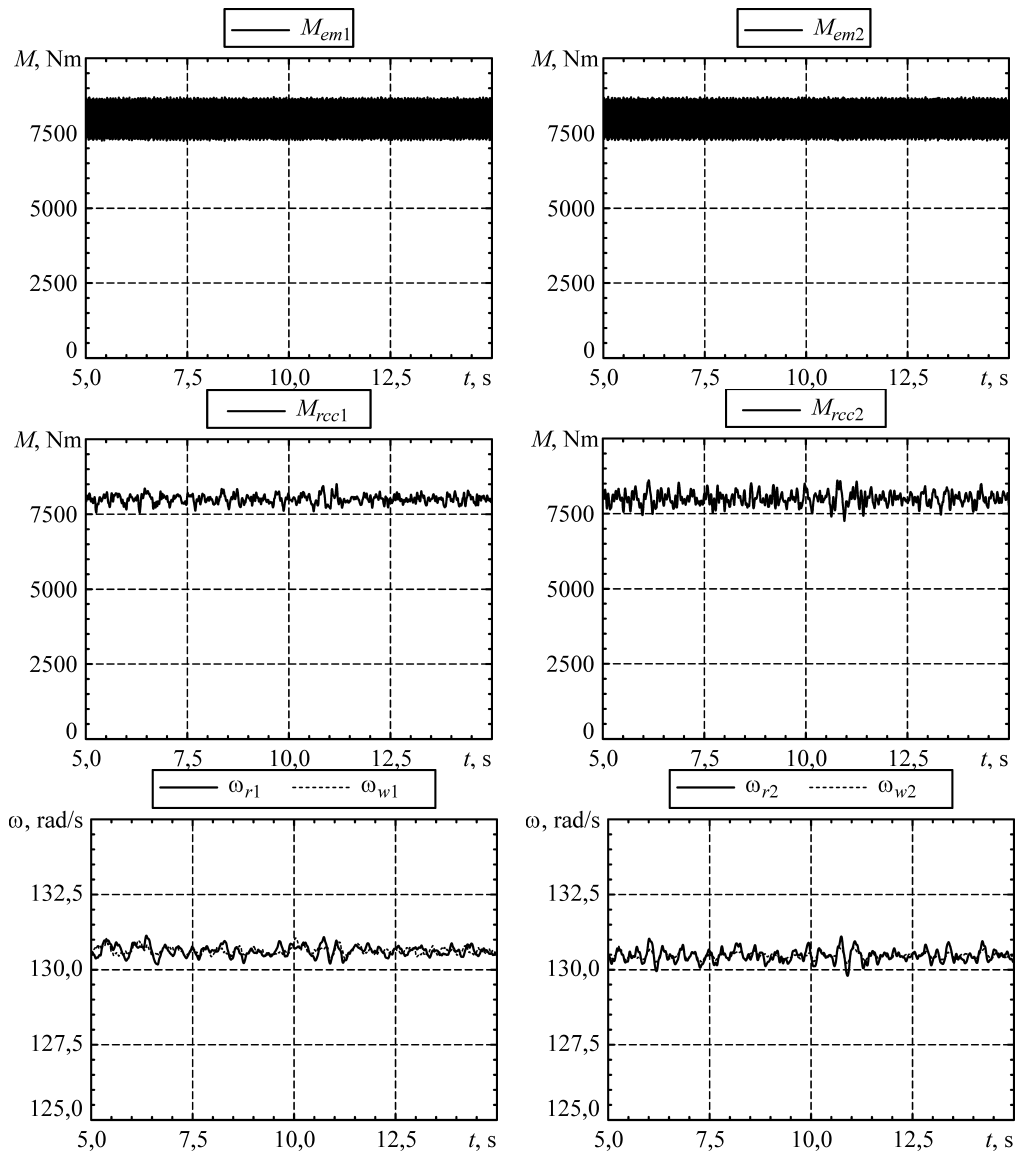 M_em1
M, Nm
7500
5000
2500
0
5,0 7,5 10,0 12,5 t, s
M_em2
M, Nm
7500
5000
2500
0
5,0 7,5 10,0 12,5 t, s
M_rcc1
M, Nm
7500
5000
2500
0
5,0 7,5 10,0 12,5 t, s
M_rcc2
M, Nm
7500
5000
2500
0
5,0 7,5 10,0 12,5 t, s
ω_r1 ω_w1
ω, rad/s
132,5
130,0
127,5
125,0
5,0 7,5 10,0 12,5 t, s
ω_r2 ω_w2
ω, rad/s
132,5
130,0
127,5
125,0
5,0 7,5 10,0 12,5 t, s